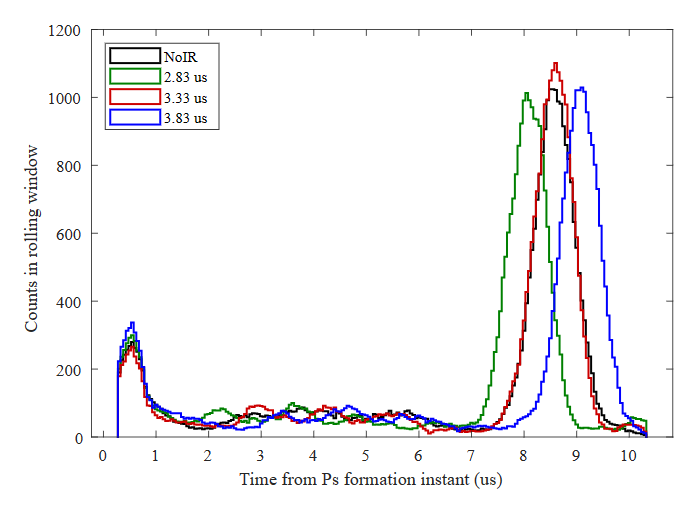 1200
1000
800
600
400
200
0
Counts in rolling window
NoIR
2.83 us
3.33 us
3.83 us
0 1 2 3 4 5 6 7 8 9 10
Time from Ps formation instant (us)